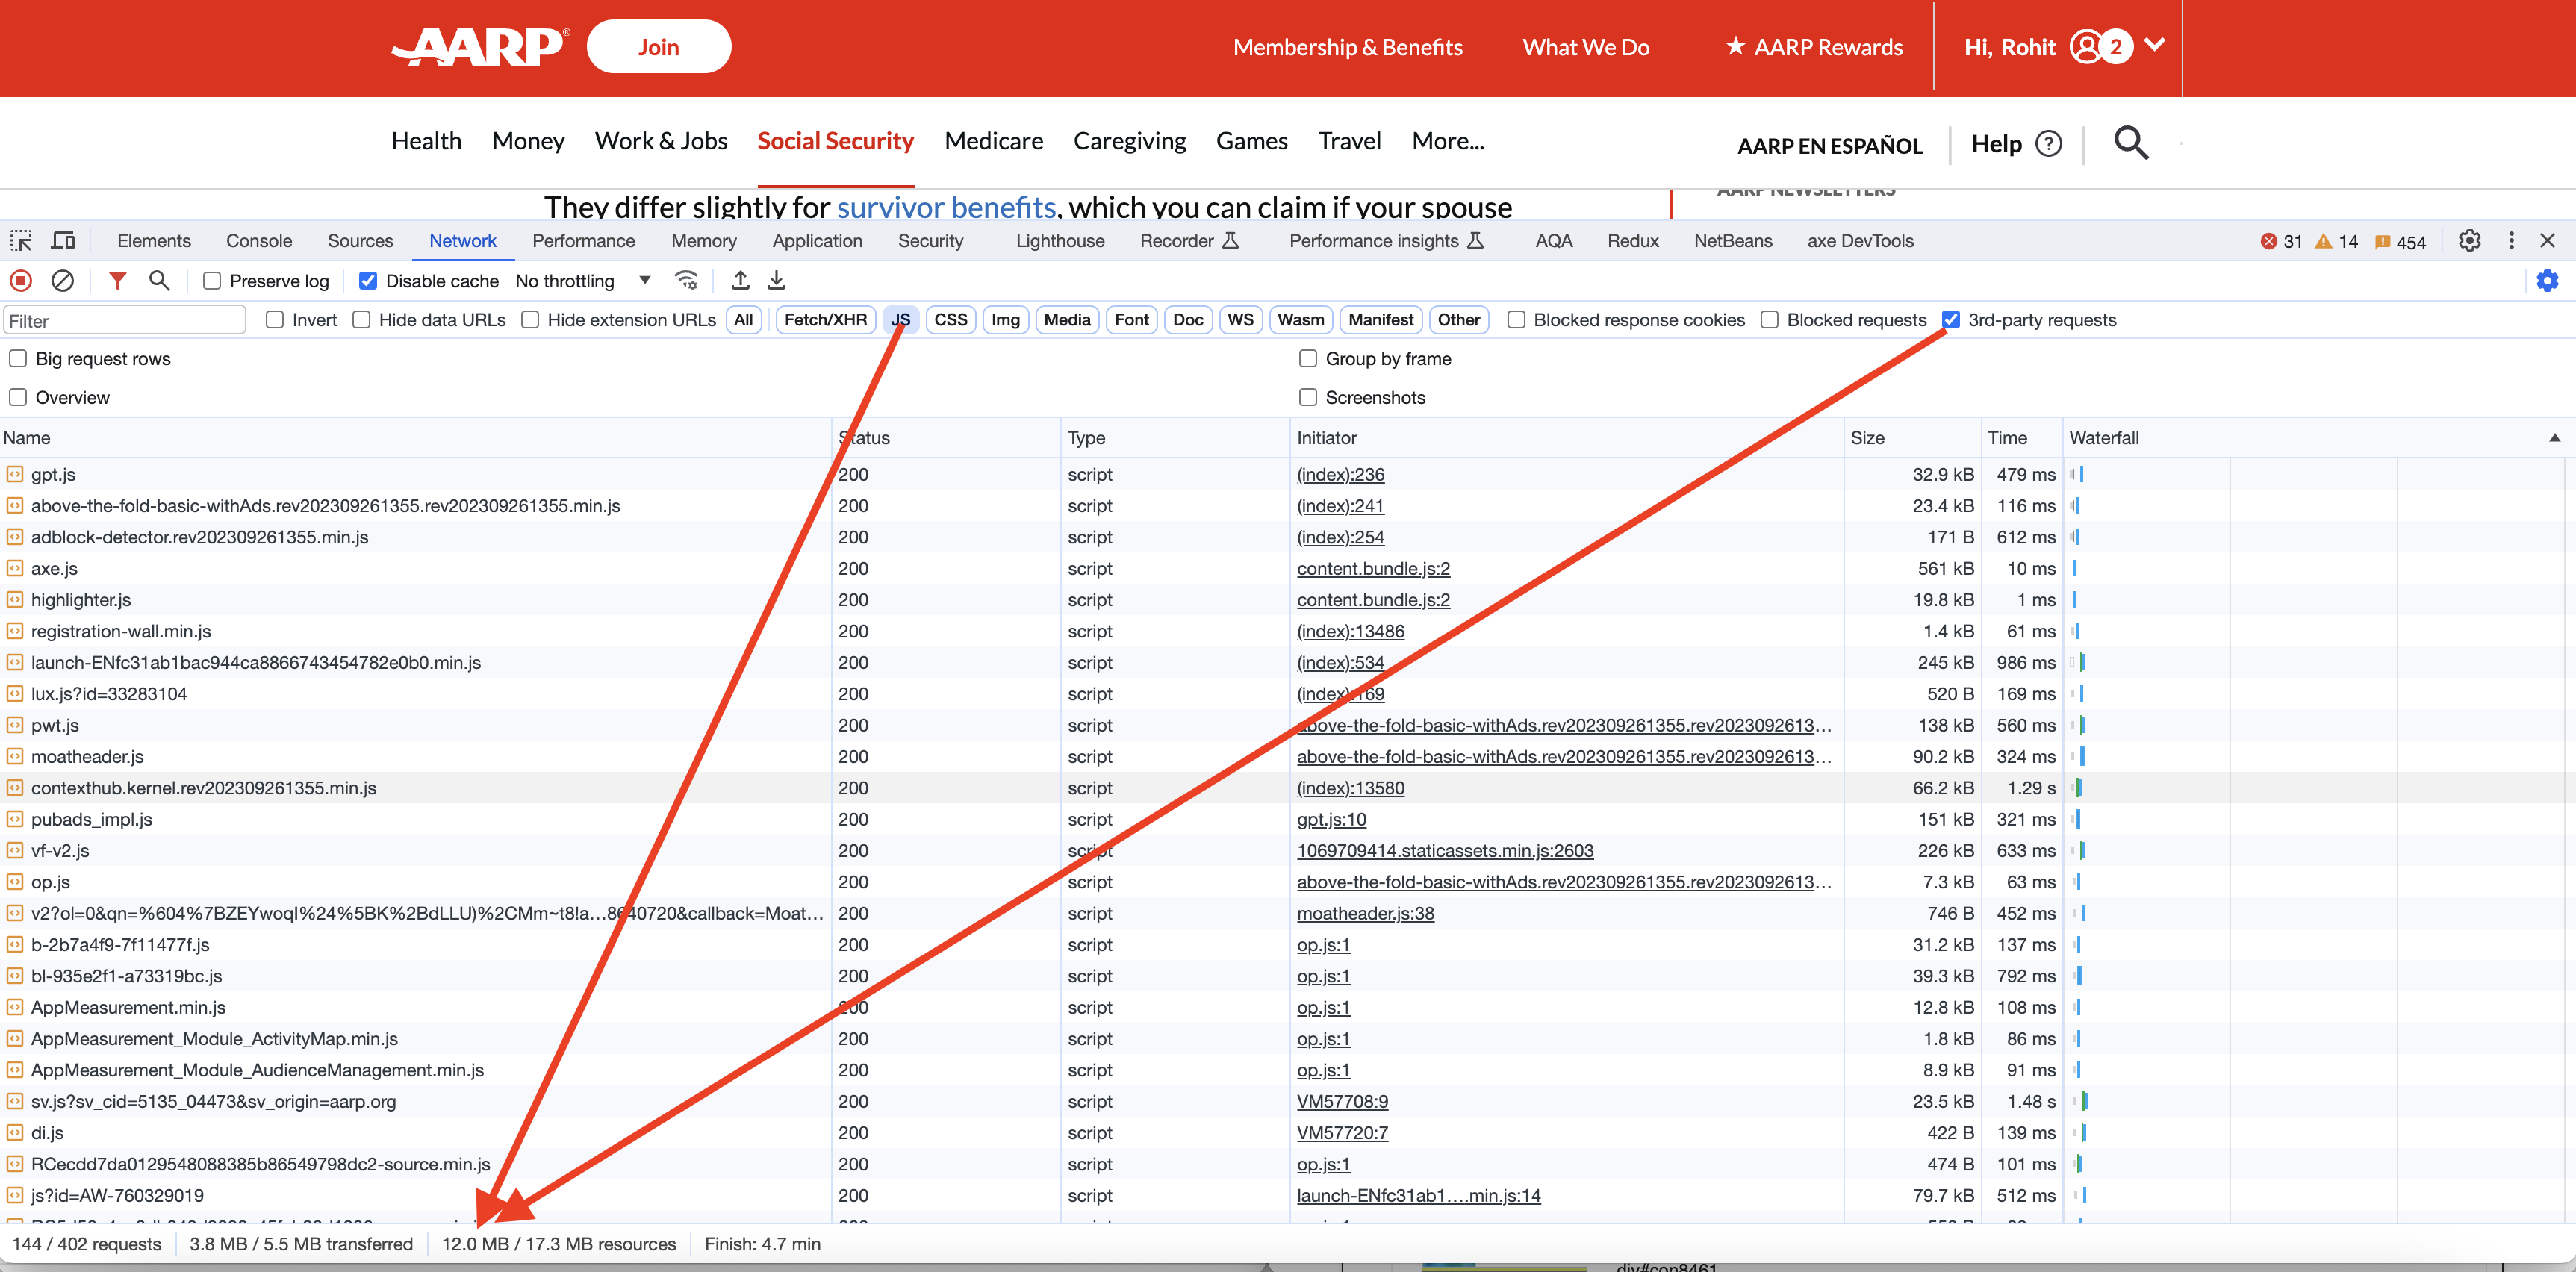 AARP® Join Membership & Benefits What We Do ★ AARP Rewards Hi, Rohit 2
Health Money Work & Jobs Social Security Medicare Caregiving Games Travel More... AARP EN ESPAÑOL Help ?
They differ slightly for survivor benefits, which you can claim if your spouse AARP NEWSLETTERS
Elements Console Sources Network Performance Memory Application Security Lighthouse Recorder Performance insights AQA Redux NetBeans axe DevTools 31 14 454
Preserve log Disable cache No throttling
Filter Invert Hide data URLs Hide extension URLs All Fetch/XHR JS CSS Img Media Font Doc WS Wasm Manifest Other Blocked response cookies Blocked requests 3rd-party requests
Big request rows Group by frame
Overview Screenshots
Name Status Type Initiator Size Time Waterfall
gpt.js 200 script (index):236 32.9 kB 479 ms
above-the-fold-basic-withAds.rev202309261355.rev202309261355.min.js 200 script (index):241 23.4 kB 116 ms
adblock-detector.rev202309261355.min.js 200 script (index):254 171 B 612 ms
axe.js 200 script content.bundle.js:2 561 kB 10 ms
highlighter.js 200 script content.bundle.js:2 19.8 kB 1 ms
registration-wall.min.js 200 script (index):13486 1.4 kB 61 ms
launch-ENfc31ab1bac944ca8866743454782e0b0.min.js 200 script (index):534 245 kB 986 ms
lux.js?id=33283104 200 script (index):169 520 B 169 ms
pwt.js 200 script above-the-fold-basic-withAds.rev202309261355.rev2023092613… 138 kB 560 ms
moatheader.js 200 script above-the-fold-basic-withAds.rev202309261355.rev2023092613… 90.2 kB 324 ms
contexthub.kernel.rev202309261355.min.js 200 script (index):13580 66.2 kB 1.29 s
pubads_impl.js 200 script gpt.js:10 151 kB 321 ms
vf-v2.js 200 script 1069709414.staticassets.min.js:2603 226 kB 633 ms
op.js 200 script above-the-fold-basic-withAds.rev202309261355.rev2023092613… 7.3 kB 63 ms
v2?ol=0&qn=%604%7BZEYwoqI%24%5BK%2BdLLU)%2CMm~t8!a…8640720&callback=Moat… 200 script moatheader.js:38 746 B 452 ms
b-2b7a4f9-7f11477f.js 200 script op.js:1 31.2 kB 137 ms
bl-935e2f1-a73319bc.js 200 script op.js:1 39.3 kB 792 ms
AppMeasurement.min.js 200 script op.js:1 12.8 kB 108 ms
AppMeasurement_Module_ActivityMap.min.js 200 script op.js:1 1.8 kB 86 ms
AppMeasurement_Module_AudienceManagement.min.js 200 script op.js:1 8.9 kB 91 ms
sv.js?sv_cid=5135_04473&sv_origin=aarp.org 200 script VM57708:9 23.5 kB 1.48 s
di.js 200 script VM57720:7 422 B 139 ms
RCecdd7da0129548088385b86549798dc2-source.min.js 200 script op.js:1 474 B 101 ms
js?id=AW-760329019 200 script launch-ENfc31ab1….min.js:14 79.7 kB 512 ms
144 / 402 requests 3.8 MB / 5.5 MB transferred 12.0 MB / 17.3 MB resources Finish: 4.7 min
div#con8461